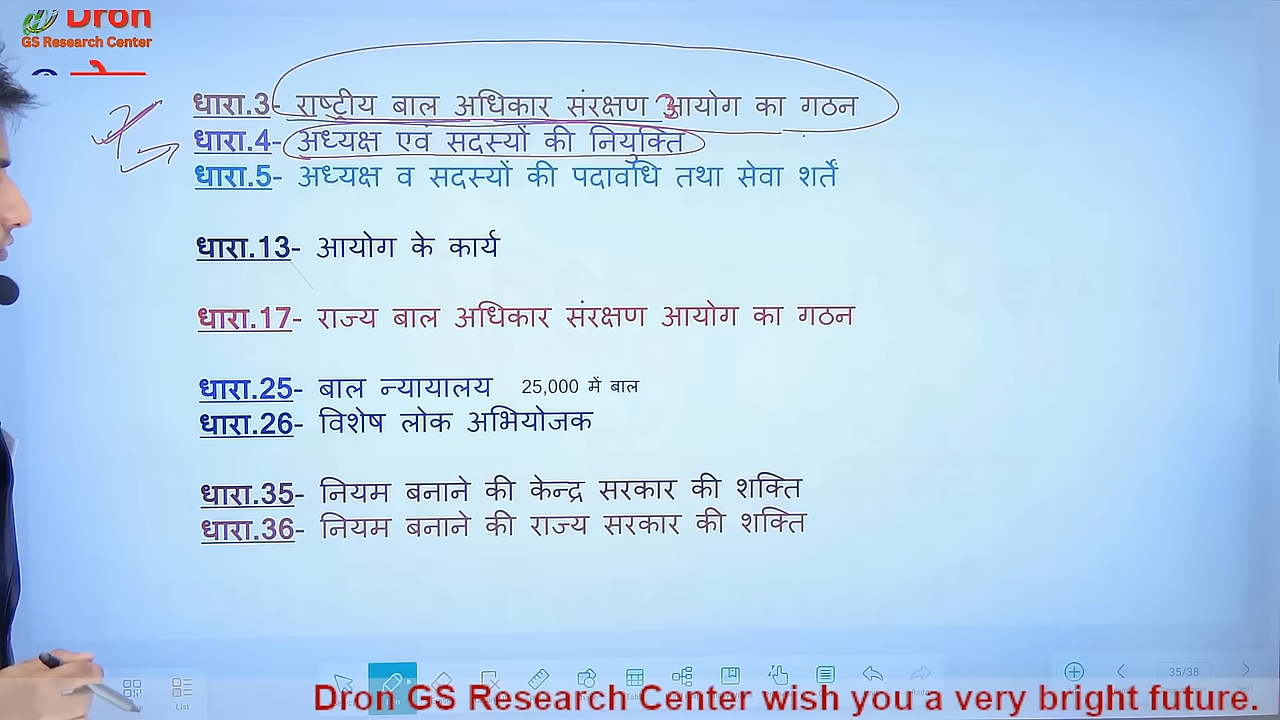 Dron
GS Research Center
धारा.3- राष्ट्रीय बाल अधिकार संरक्षण आयोग का गठन
धारा.4- अध्यक्ष एवं सदस्यों की नियुक्ति
धारा.5- अध्यक्ष व सदस्यों की पदावधि तथा सेवा शर्तें
धारा.13- आयोग के कार्य
धारा.17- राज्य बाल अधिकार संरक्षण आयोग का गठन
धारा.25- बाल न्यायालय 25,000 में बाल
धारा.26- विशेष लोक अभियोजक
धारा.35- नियम बनाने की केन्द्र सरकार की शक्ति
धारा.36- नियम बनाने की राज्य सरकार की शक्ति
35/38
List
Dron GS Research Center wish you a very bright future.